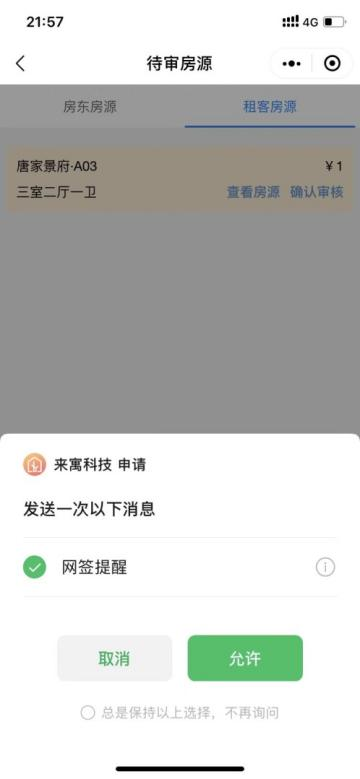 21:57
4G
待审房源
房东房源
租客房源
唐家景府·A03
¥1
三室二厅一卫
查看房源 确认审核
来寓科技 申请
发送一次以下消息
网签提醒
取消
允许
总是保持以上选择，不再询问